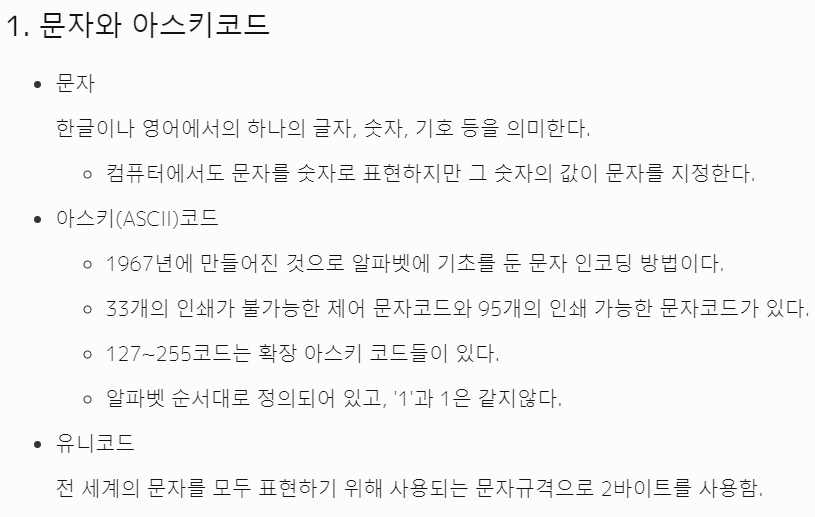 1. 문자와 아스키코드
문자
한글이나 영어에서의 하나의 글자, 숫자, 기호 등을 의미한다.
컴퓨터에서도 문자를 숫자로 표현하지만 그 숫자의 값이 문자를 지정한다.
아스키(ASCII)코드
1967년에 만들어진 것으로 알파벳에 기초를 둔 문자 인코딩 방법이다.
33개의 인쇄가 불가능한 제어 문자코드와 95개의 인쇄 가능한 문자코드가 있다.
127~255코드는 확장 아스키 코드들이 있다.
알파벳 순서대로 정의되어 있고, '1'과 1은 같지않다.
유니코드
전 세계의 문자를 모두 표현하기 위해 사용되는 문자규격으로 2바이트를 사용함.